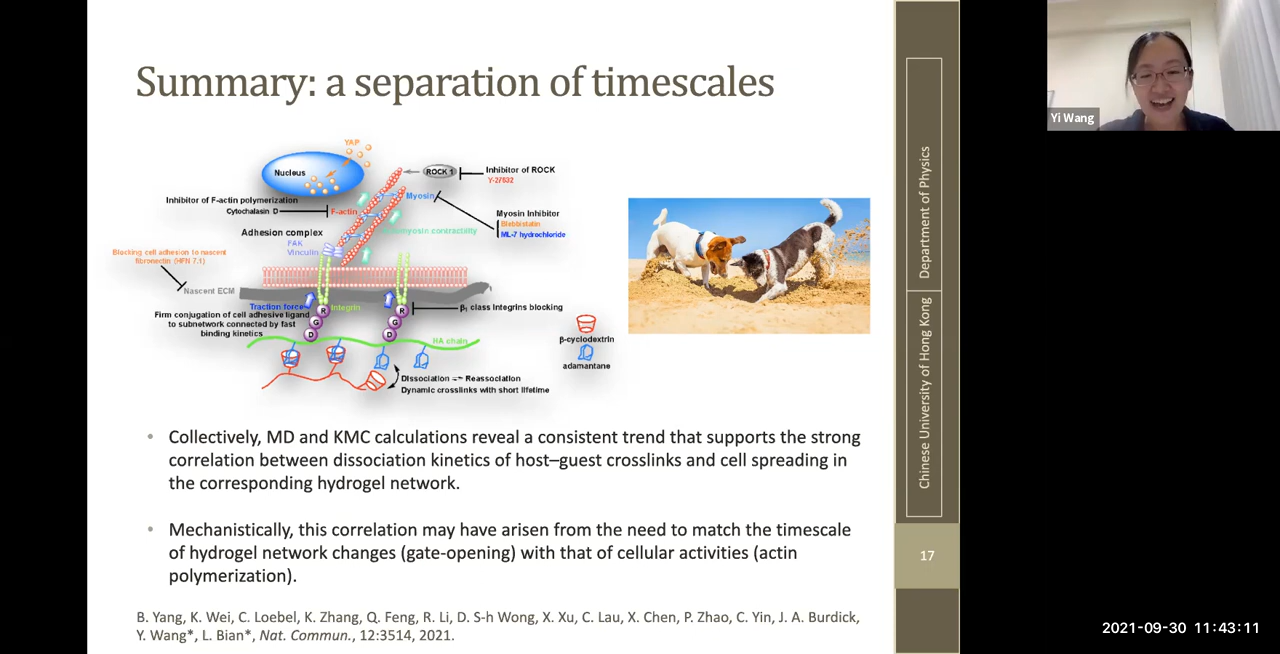 Summary: a separation of timescales
YAP
Nucleus
ROCK 1
Inhibitor of ROCK
Y-27632
Inhibitor of F-actin polymerization
Cytochalasin D
F-actin
Myosin
Myosin Inhibitor
Blebbistatin
ML-7 hydrochloride
Adhesion complex
FAK
Vinculin
contractility
Blocking cell adhesion to nascent
fibronectin (HFN 7.1)
Nascent ECM
Traction force
Integrin
β₁ class Integrins blocking
Firm conjugation of cell adhesive ligand
to subnetwork connected by fast
binding kinetics
R
G
D
R
G
D
HA chain
β-cyclodextrin
adamantane
Dissociation ⇌ Reassociation
Dynamic crosslinks with short lifetime
• Collectively, MD and KMC calculations reveal a consistent trend that supports the strong
correlation between dissociation kinetics of host–guest crosslinks and cell spreading in
the corresponding hydrogel network.
• Mechanistically, this correlation may have arisen from the need to match the timescale
of hydrogel network changes (gate-opening) with that of cellular activities (actin
polymerization).
B. Yang, K. Wei, C. Loebel, K. Zhang, Q. Feng, R. Li, D. S-h Wong, X. Xu, C. Lau, X. Chen, P. Zhao, C. Yin, J. A. Burdick,
Y. Wang*, L. Bian*, Nat. Commun., 12:3514, 2021.
Chinese University of Hong Kong
Department of Physics
17
Yi Wang
2021-09-30 11:43:11